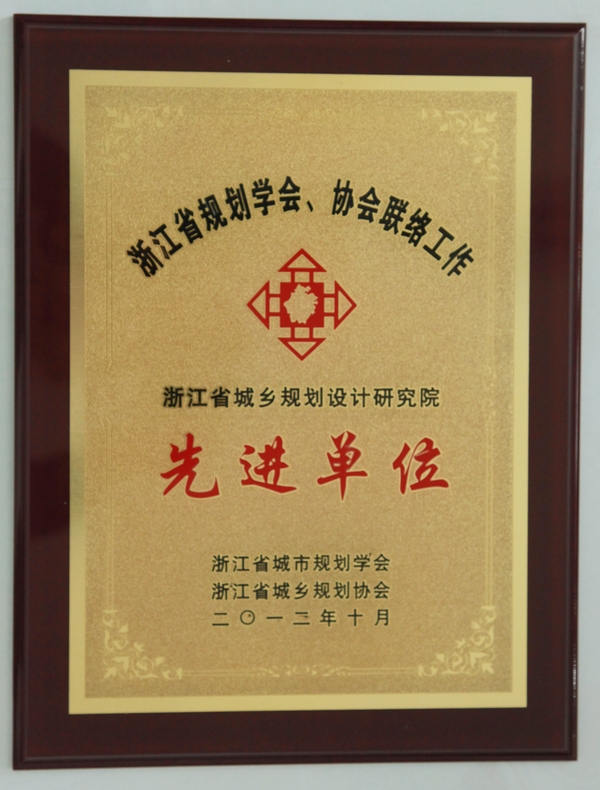 浙江省规划学会、协会联络工作
浙江省城乡规划设计研究院
先进单位
浙江省城市规划学会
浙江省城乡规划协会
二〇一三年十月